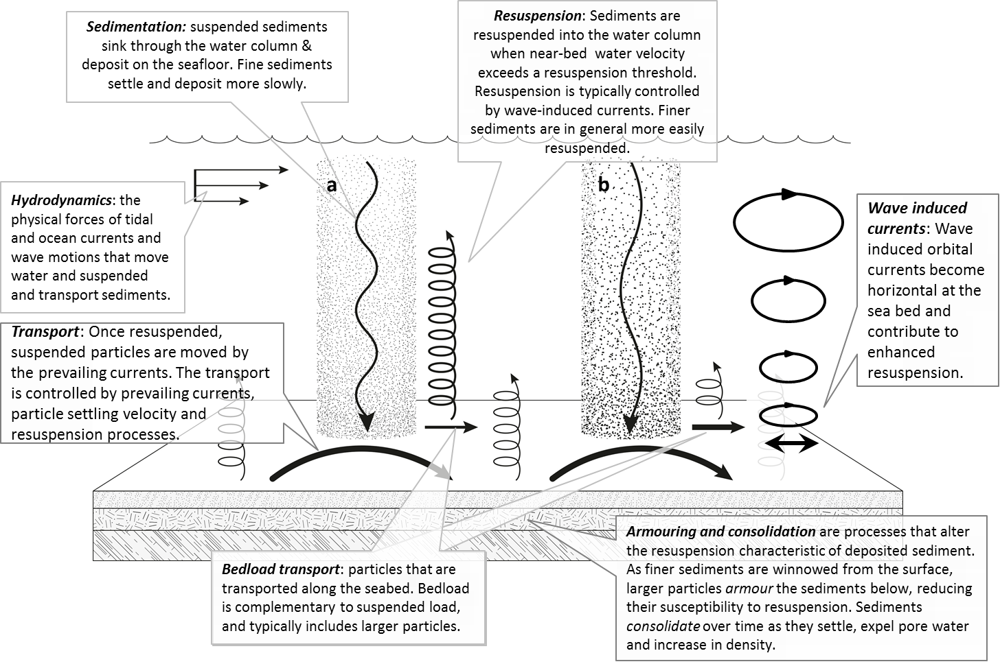 Sedimentation: suspended sediments
sink through the water column &
deposit on the seafloor. Fine sediments
settle and deposit more slowly.
Resuspension: Sediments are
resuspended into the water column
when near-bed water velocity
exceeds a resuspension threshold.
Resuspension is typically controlled
by wave-induced currents. Finer
sediments are in general more easily
resuspended.
a
b
Hydrodynamics: the
physical forces of tidal
and ocean currents and
wave motions that move
water and suspended
and transport sediments.
Wave induced
currents: Wave
induced orbital
currents become
horizontal at the
sea bed and
contribute to
enhanced
resuspension.
Transport: Once resuspended,
suspended particles are moved by
the prevailing currents. The transport
is controlled by prevailing currents,
particle settling velocity and
resuspension processes.
Bedload transport: particles that are
transported along the seabed. Bedload
is complementary to suspended load,
and typically includes larger particles.
Armouring and consolidation are processes that alter
the resuspension characteristic of deposited sediment.
As finer sediments are winnowed from the surface,
larger particles armour the sediments below, reducing
their susceptibility to resuspension. Sediments
consolidate over time as they settle, expel pore water
and increase in density.